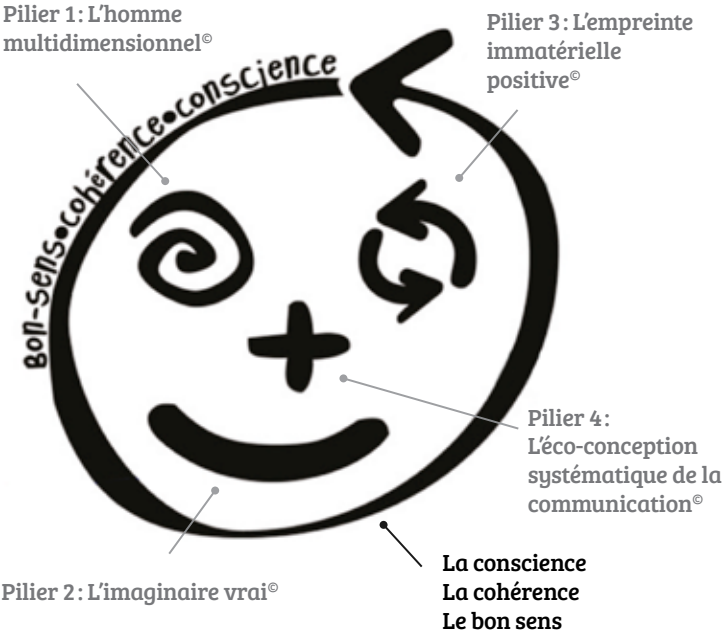 Pilier 1 : L'homme
multidimensionnel©
Pilier 3 : L'empreinte
immatérielle
positive©
Bon-sens•cohérence•conscience
Pilier 4 :
L'éco-conception
systématique de la
communication©
Pilier 2 : L'imaginaire vrai©
La conscience
La cohérence
Le bon sens